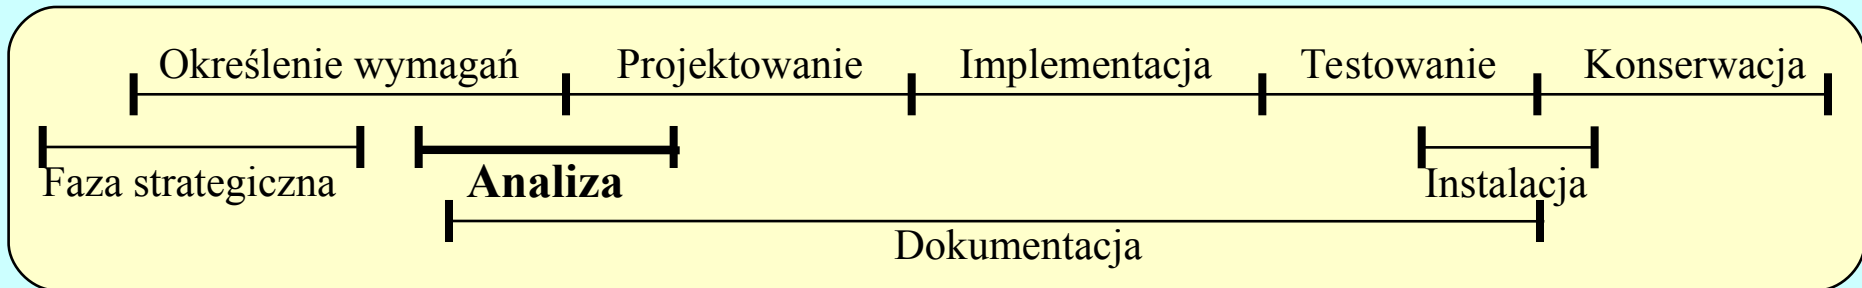 Określenie wymagań Projektowanie Implementacja Testowanie Konserwacja
Faza strategiczna Analiza Instalacja
Dokumentacja